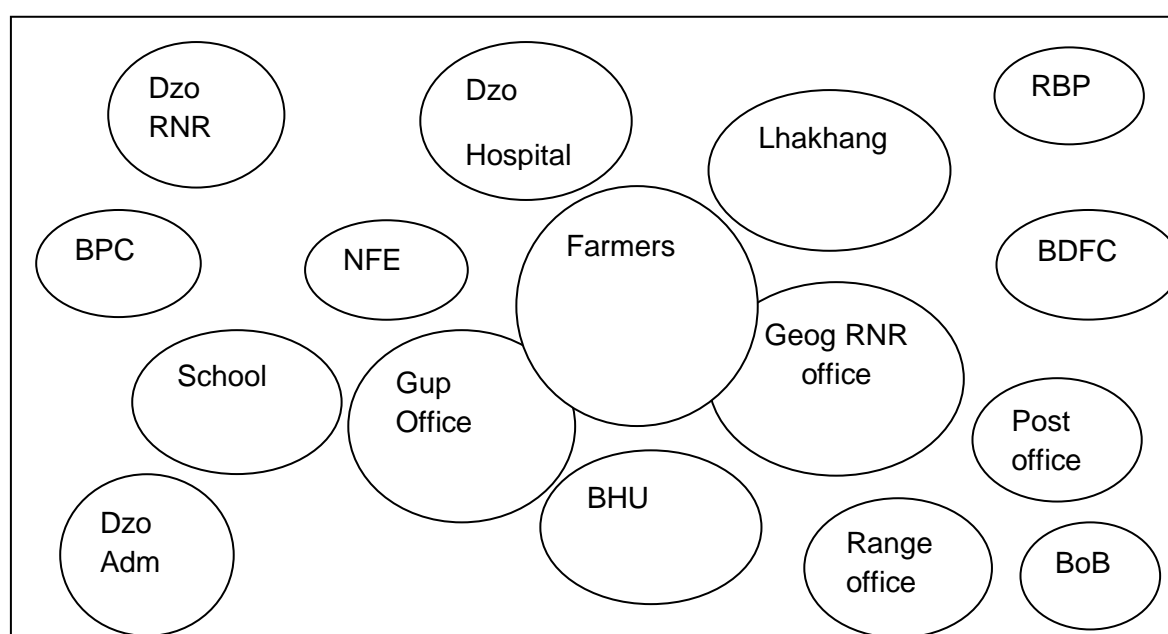 Dzo
RNR
Dzo
Hospital
Lhakhang
RBP
BPC
NFE
Farmers
BDFC
School
Gup
Office
Geog RNR
office
Post
office
Dzo
Adm
BHU
Range
office
BoB